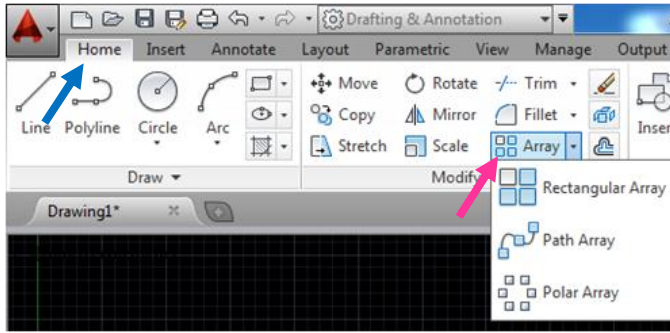 Drafting & Annotation
Home Insert Annotate Layout Parametric View Manage Output
Move Rotate Trim
Copy Mirror Fillet
Line Polyline Circle Arc
Stretch Scale Array
Draw
Drawing1*
Rectangular Array
Path Array
Polar Array